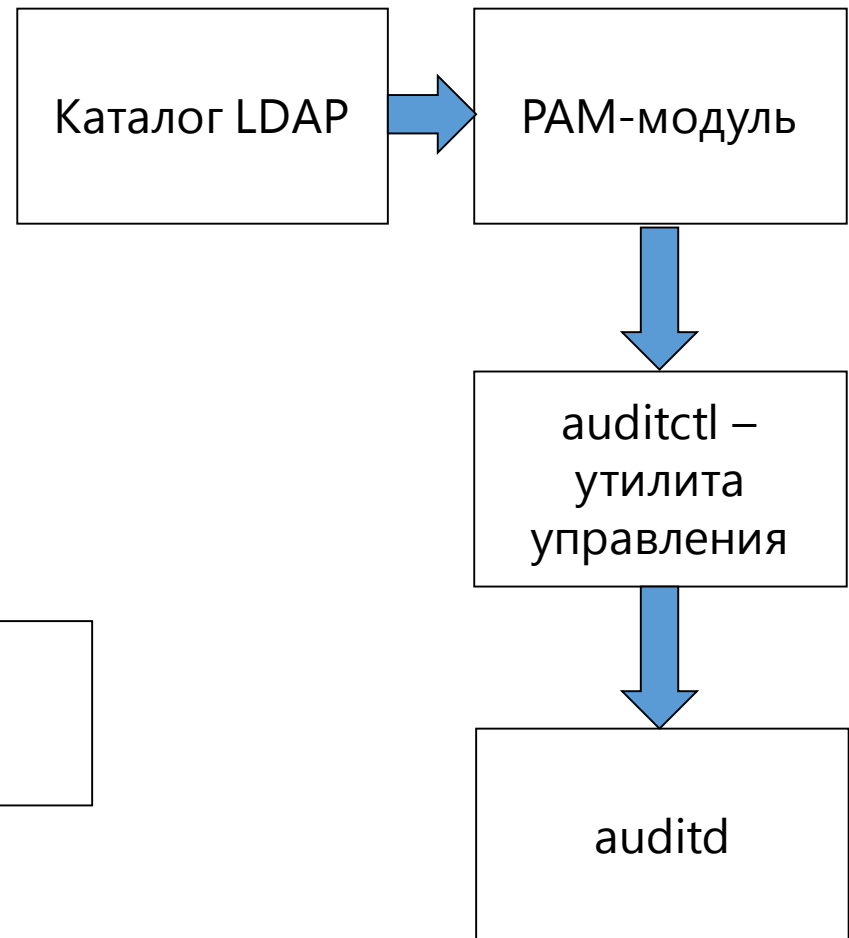 Каталог LDAP
PAM-модуль
auditctl –
утилита
управления
auditd